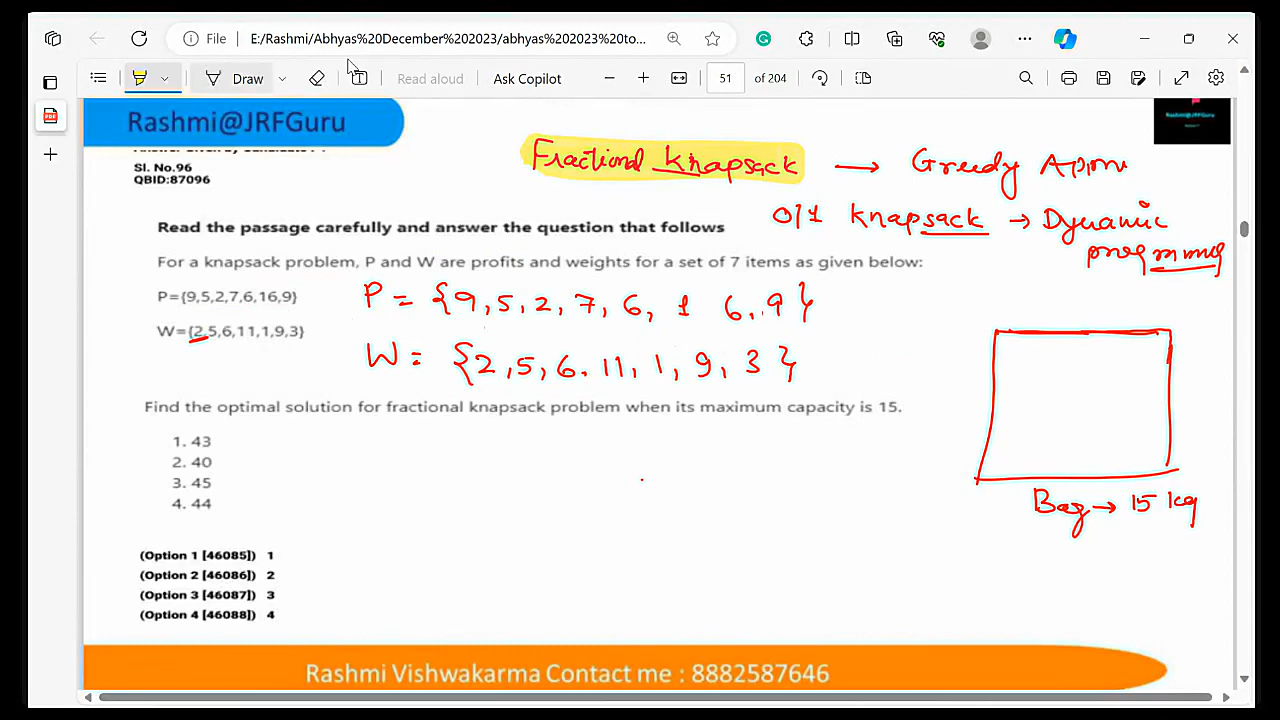 File E:/Rashmi/Abhyas%20December%202023/abhyas%202023%20to...
Read aloud Ask Copilot 51 of 204
Rashmi@JRFGuru
Sl. No.96
QBID:87096
Fractional Knapsack → Greedy
0/1 knapsack → Dynamic
Read the passage carefully and answer the question that follows
For a knapsack problem, P and W are profits and weights for a set of 7 items as given below:
P={9,5,2,7,6,16,9}
P = {9,5,2,7,6, 1 6,9}
W={2,5,6,11,1,9,3}
W = {2,5,6.11,1,9,3}
Find the optimal solution for fractional knapsack problem when its maximum capacity is 15.
1. 43
2. 40
3. 45
4. 44
Bag → 15 kg
(Option 1 [46085]) 1
(Option 2 [46086]) 2
(Option 3 [46087]) 3
(Option 4 [46088]) 4
Rashmi Vishwakarma Contact me : 8882587646